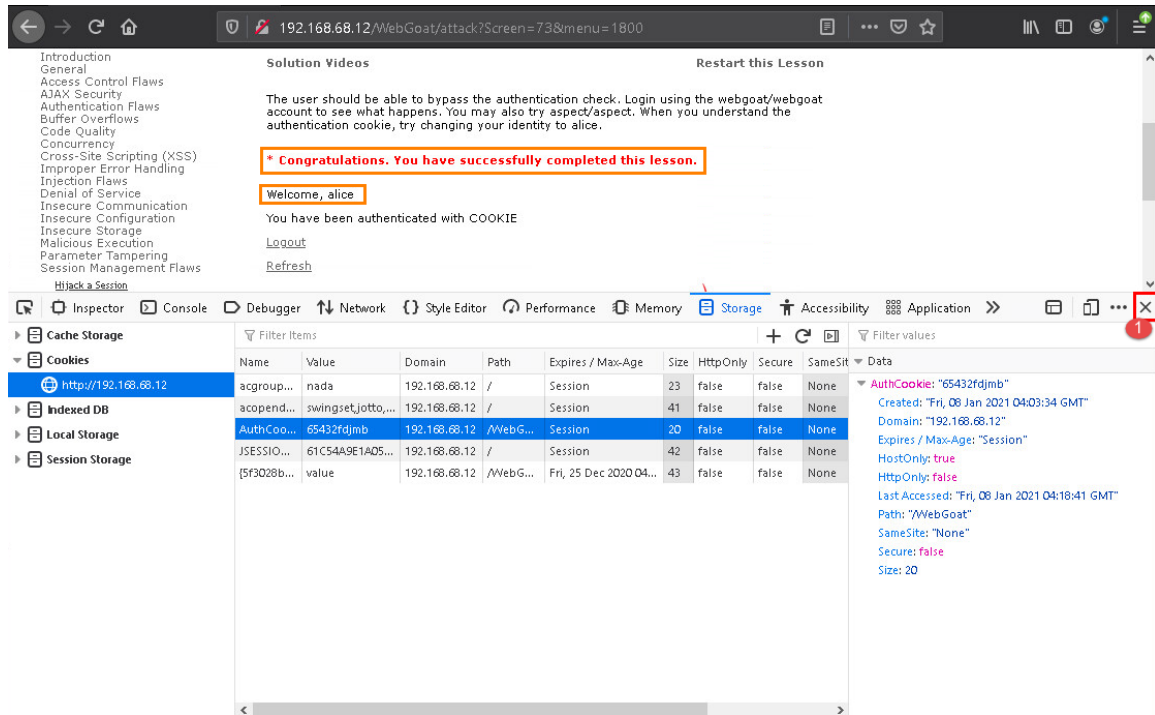 192.168.68.12/WebGoat/attack?Screen=73&menu=1800
Introduction
General
Access Control Flaws
AJAX Security
Authentication Flaws
Buffer Overflows
Code Quality
Concurrency
Cross-Site Scripting (XSS)
Improper Error Handling
Injection Flaws
Denial of Service
Insecure Communication
Insecure Configuration
Insecure Storage
Malicious Execution
Parameter Tampering
Session Management Flaws
Hijack a Session
Solution Videos Restart this Lesson
The user should be able to bypass the authentication check. Login using the webgoat/webgoat
account to see what happens. You may also try aspect/aspect. When you understand the
authentication cookie, try changing your identity to alice.
* Congratulations. You have successfully completed this lesson.
Welcome, alice
You have been authenticated with COOKIE
Logout
Refresh
Inspector Console Debugger Network Style Editor Performance Memory Storage Accessibility Application
1
Cache Storage
Cookies
http://192.168.68.12
Indexed DB
Local Storage
Session Storage
Filter Items
Name Value Domain Path Expires / Max-Age Size HttpOnly Secure SameSit
acgroup... nada 192.168.68.12 / Session 23 false false None
acopend... swingset,jotto,... 192.168.68.12 / Session 41 false false None
AuthCoo... 65432fdjmb 192.168.68.12 /WebG... Session 20 false false None
JSESSIO... 61C54A9E1A05... 192.168.68.12 / Session 42 false false None
{5f3028b... value 192.168.68.12 /WebG... Fri, 25 Dec 2020 04... 43 false false None
Filter values
Data
AuthCookie: "65432fdjmb"
Created: "Fri, 08 Jan 2021 04:03:34 GMT"
Domain: "192.168.68.12"
Expires / Max-Age: "Session"
HostOnly: true
HttpOnly: false
Last Accessed: "Fri, 08 Jan 2021 04:18:41 GMT"
Path: "/WebGoat"
SameSite: "None"
Secure: false
Size: 20